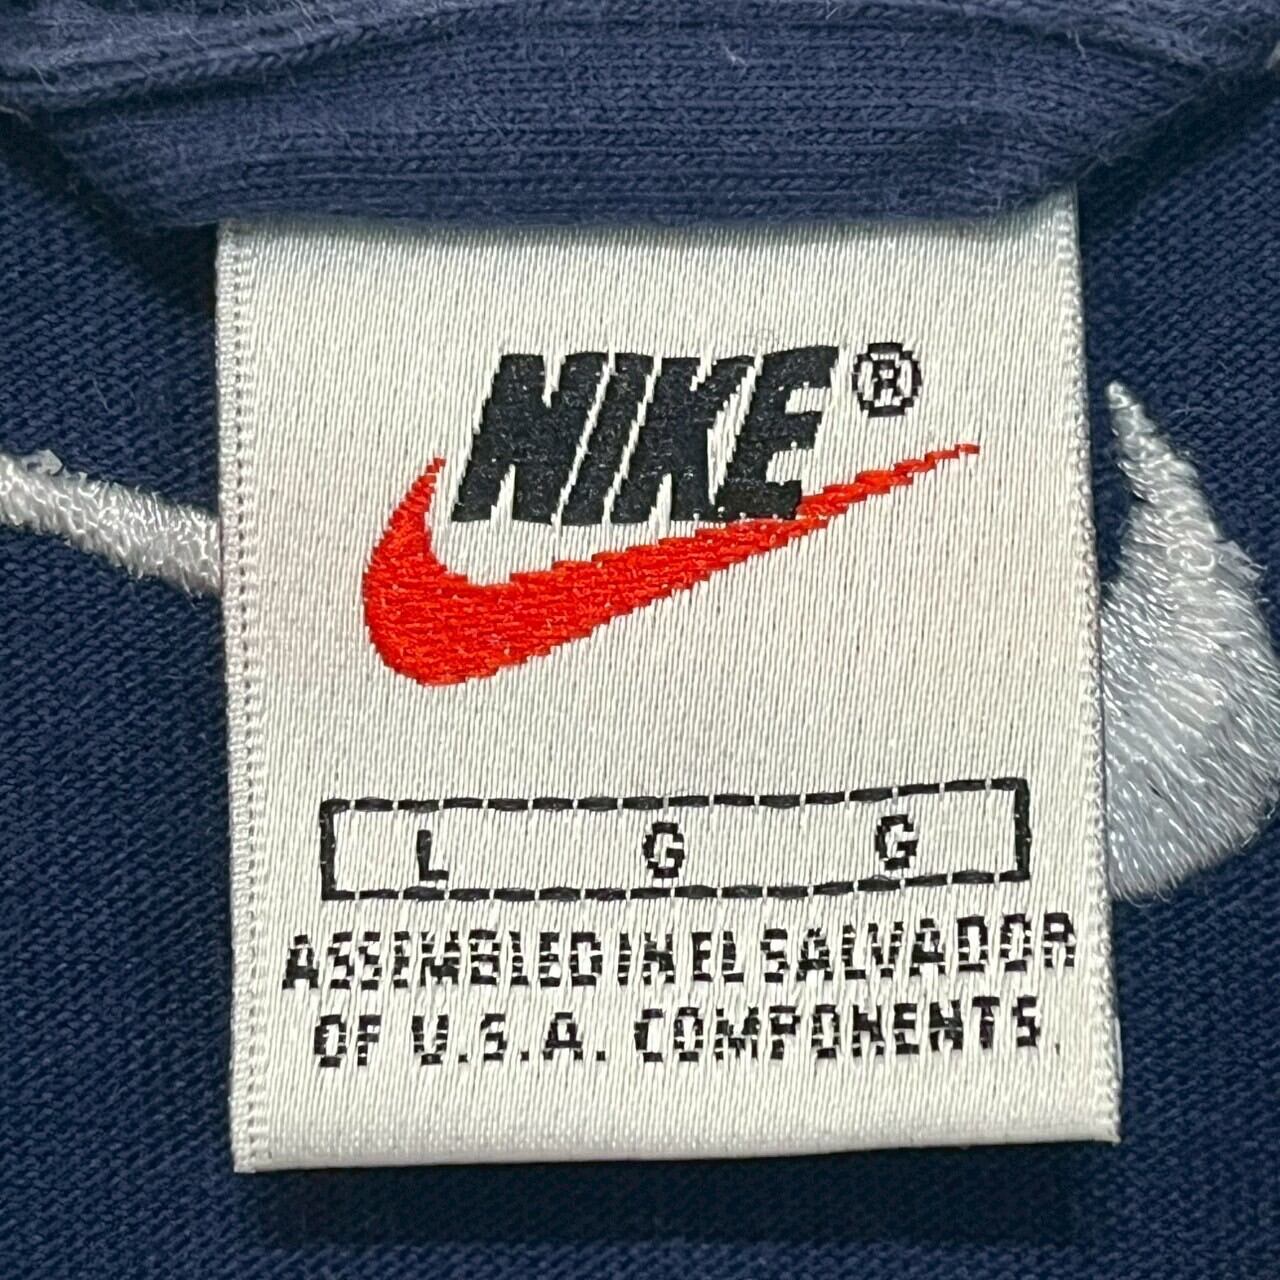 NIKE®
L G G
ASSEMBLED IN EL SALVADOR
OF U.S.A. COMPONENTS.